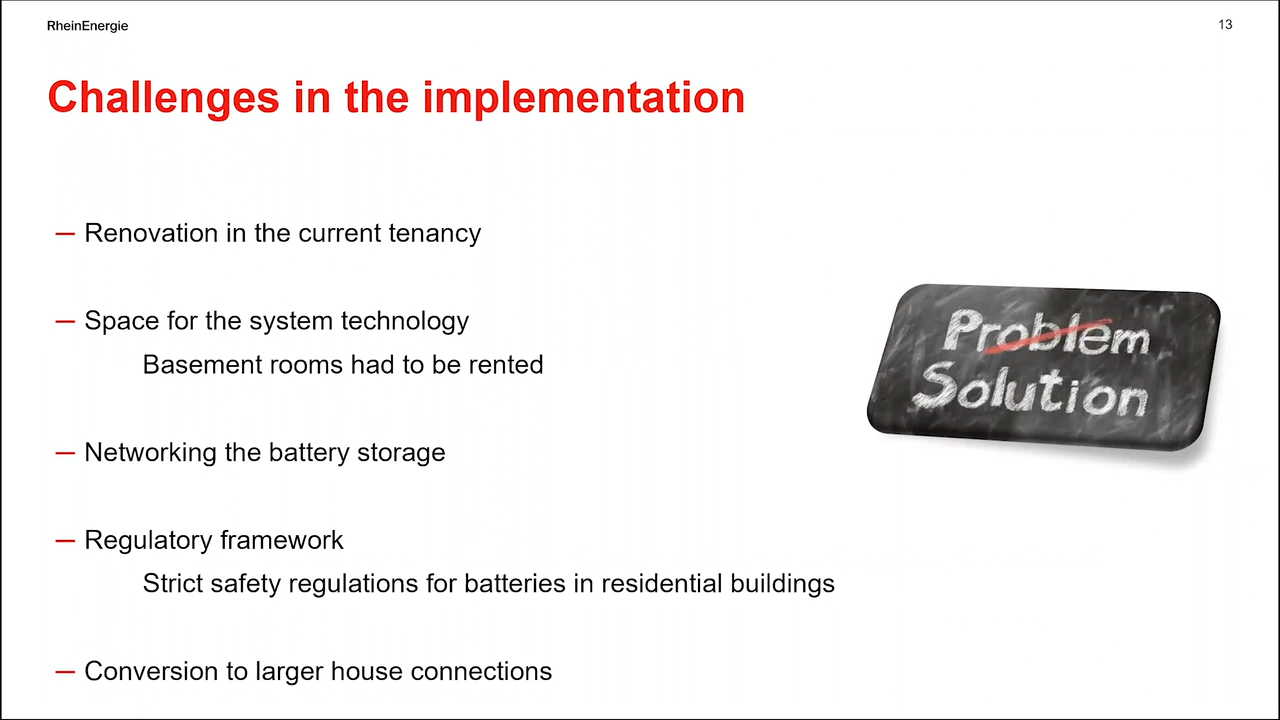 RheinEnergie
13
Challenges in the implementation
— Renovation in the current tenancy
— Space for the system technology
Basement rooms had to be rented
— Networking the battery storage
— Regulatory framework
Strict safety regulations for batteries in residential buildings
— Conversion to larger house connections
Problem
Solution